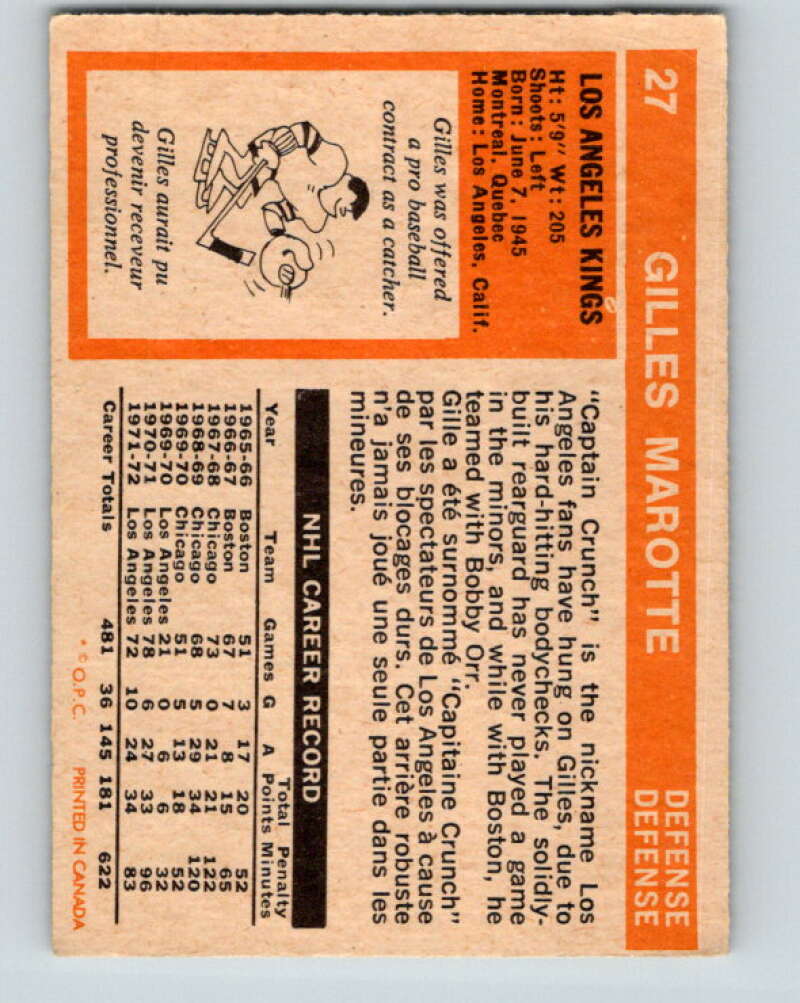 27 GILLES MAROTTE DEFENSE
DEFENSE
LOS ANGELES KINGS
Ht: 5'9" Wt: 205
Shoots: Left
Born: June 7, 1945
Montreal, Quebec
Home: Los Angeles, Calif.
Gilles was offered
a pro baseball
contract as a catcher.
Gilles aurait pu
devenir receveur
professionnel.
"Captain Crunch" is the nickname Los
Angeles fans have hung on Gilles, due to
his hard-hitting bodychecks. The solidly-
built rearguard has never played a game
in the minors, and while with Boston, he
teamed with Bobby Orr.
Gille a été surnommé "Capitaine Crunch"
par les spectateurs de Los Angeles à cause
de ses blocages durs. Cet arrière robuste
n'a jamais joué une seule partie dans les
mineures.
NHL CAREER RECORD
Total Penalty
Year Team Games G A Points Minutes
1965-66 Boston 51 3 17 20 52
1966-67 Boston 67 7 8 15 65
1967-68 Chicago 73 0 21 21 122
1968-69 Chicago 68 5 29 34 120
1969-70 Chicago 51 5 13 18 52
1969-70 Los Angeles 21 0 6 6 32
1970-71 Los Angeles 78 6 27 33 96
1971-72 Los Angeles 72 10 24 34 83
Career Totals 481 36 145 181 622
* © O.P.C. PRINTED IN CANADA